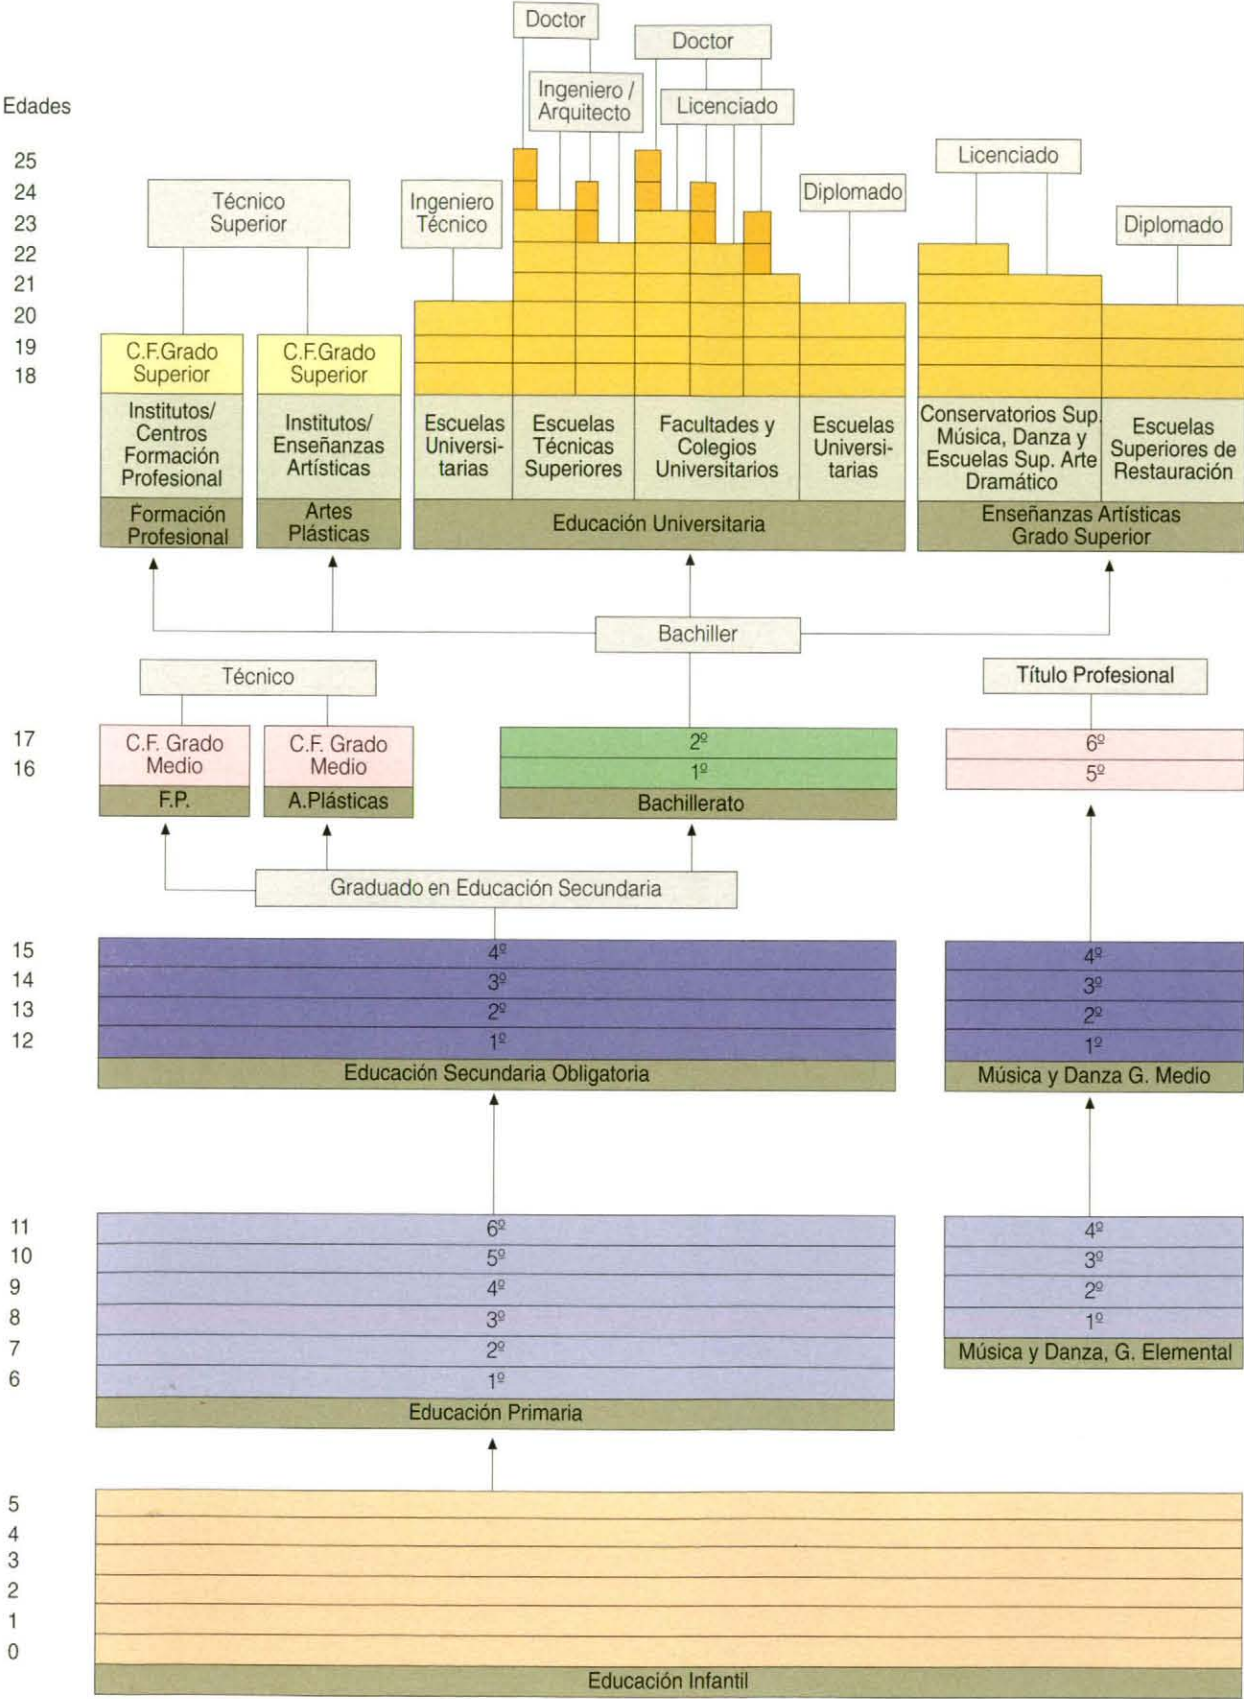 Doctor
Doctor
Edades
Ingeniero /
Arquitecto
Licenciado
25
24
23
22
21
20
19
18
Técnico
Superior
Ingeniero
Técnico
Diplomado
Licenciado
Diplomado
C.F.Grado
Superior
C.F.Grado
Superior
Institutos/
Centros
Formación
Profesional
Institutos/
Enseñanzas
Artísticas
Escuelas
Universi-
tarias
Escuelas
Técnicas
Superiores
Facultades y
Colegios
Universitarios
Escuelas
Universi-
tarias
Conservatorios Sup.
Música, Danza y
Escuelas Sup. Arte
Dramático
Escuelas
Superiores de
Restauración
Formación
Profesional
Artes
Plásticas
Educación Universitaria
Enseñanzas Artísticas
Grado Superior
Bachiller
Técnico
Título Profesional
17
16
C.F. Grado
Medio
C.F. Grado
Medio
2º
1º
6º
5º
F.P.
A.Plásticas
Bachillerato
Graduado en Educación Secundaria
15
14
13
12
4º
3º
2º
1º
4º
3º
2º
1º
Educación Secundaria Obligatoria
Música y Danza G. Medio
11
10
9
8
7
6
6º
5º
4º
3º
2º
1º
4º
3º
2º
1º
Música y Danza, G. Elemental
Educación Primaria
5
4
3
2
1
0
Educación Infantil